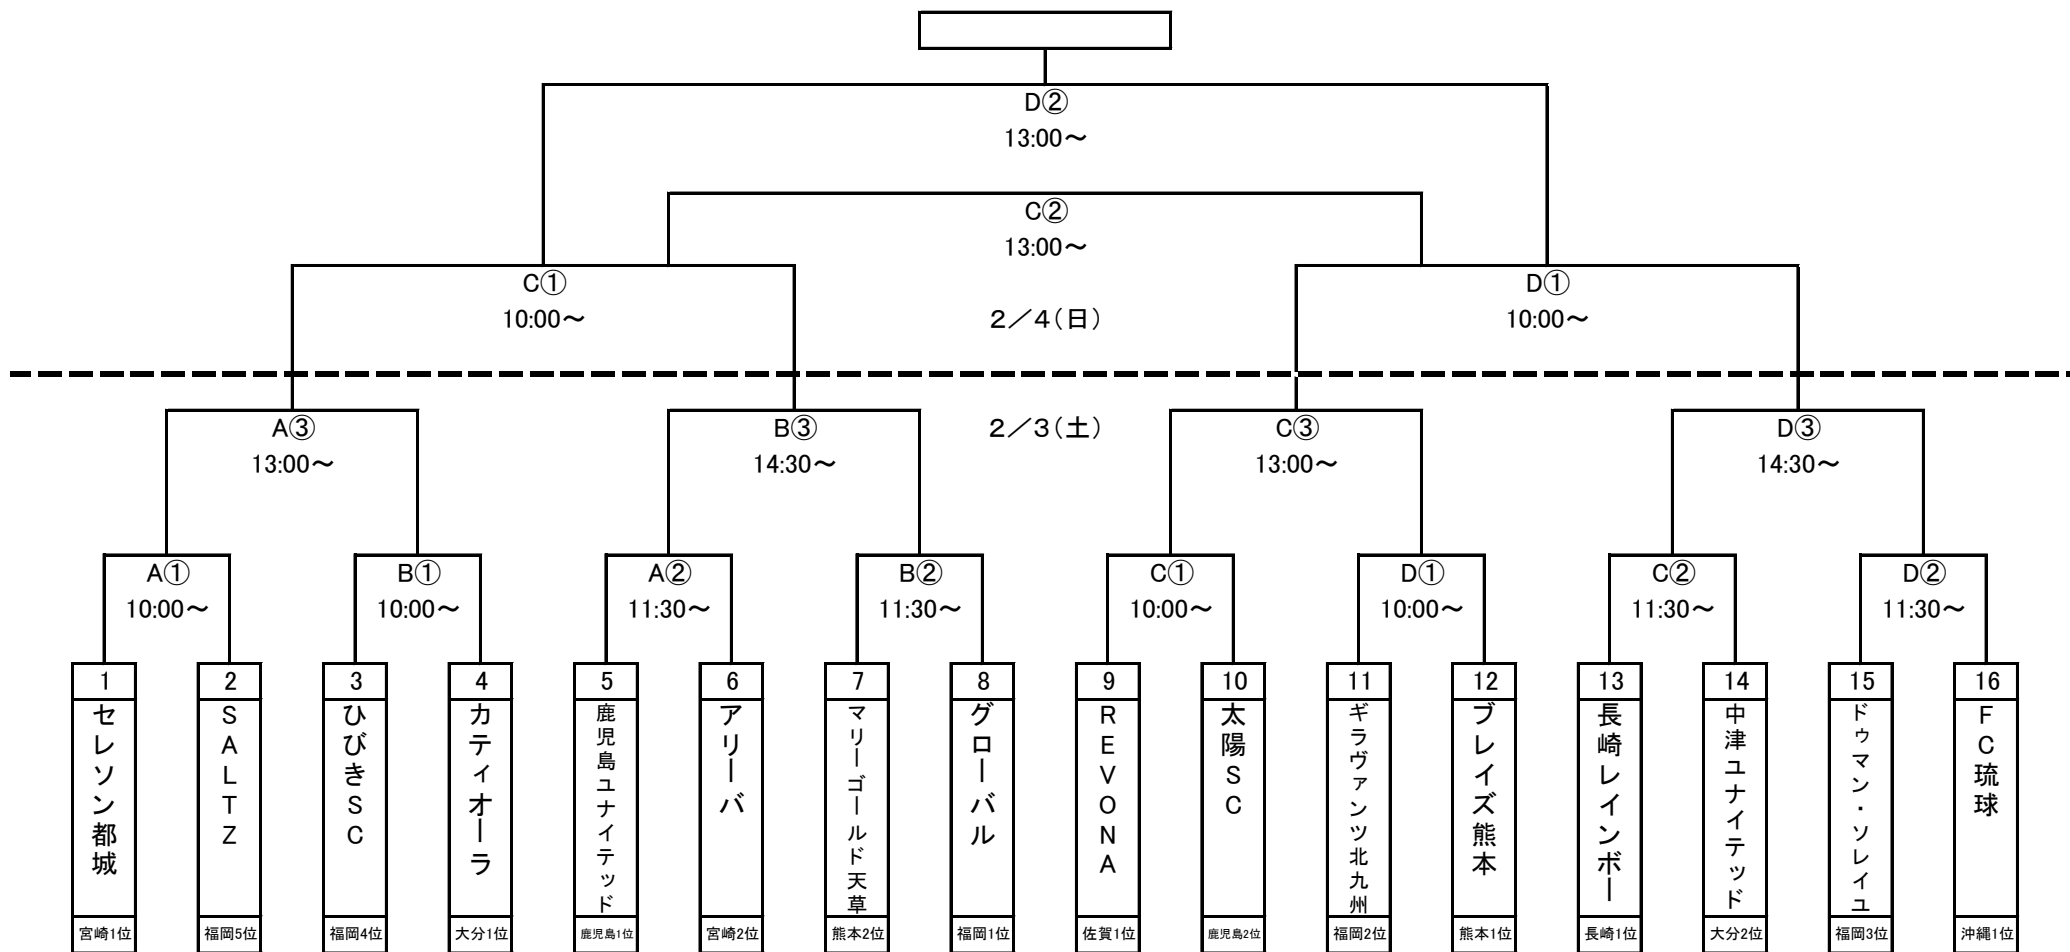 D②
13:00～
C②
13:00～
C①
10:00～
2／4(日)
D①
10:00～
A③
13:00～
B③
14:30～
2／3(土)
C③
13:00～
D③
14:30～
A①
10:00～
B①
10:00～
A②
11:30～
B②
11:30～
C①
10:00～
D①
10:00～
C②
11:30～
D②
11:30～
1
セレソン都城
宮崎1位
2
SALTZ
福岡5位
3
ひびきSC
福岡4位
4
カティオーラ
大分1位
5
鹿児島ユナイテッド
鹿児島1位
6
アリーバ
宮崎2位
7
マリーゴールド天草
熊本2位
8
グローバル
福岡1位
9
REVONA
佐賀1位
10
太陽SC
鹿児島2位
11
ギラヴァンツ北九州
福岡2位
12
ブレイズ熊本
熊本1位
13
長崎レインボー
長崎1位
14
中津ユナイテッド
大分2位
15
ドゥマン・ソレイユ
福岡3位
16
FC琉球
沖縄1位